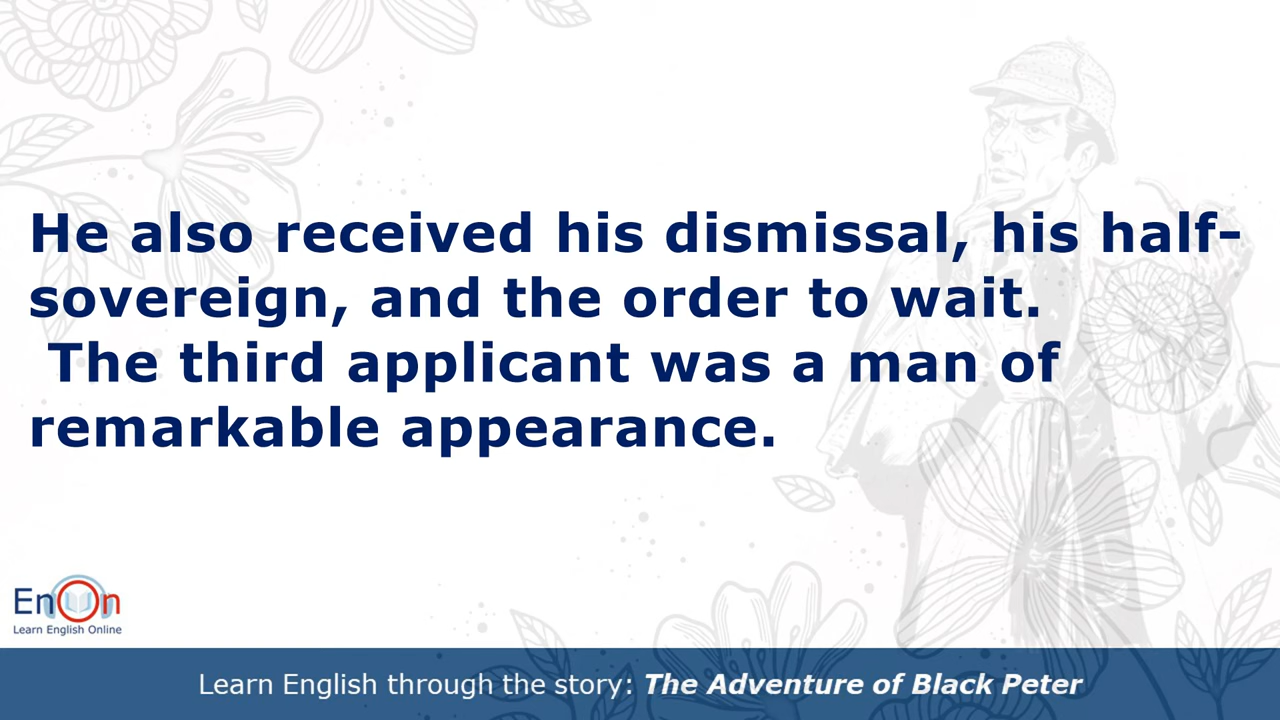 He also received his dismissal, his half-
sovereign, and the order to wait.
The third applicant was a man of
remarkable appearance.
EnOn
Learn English Online
Learn English through the story: The Adventure of Black Peter